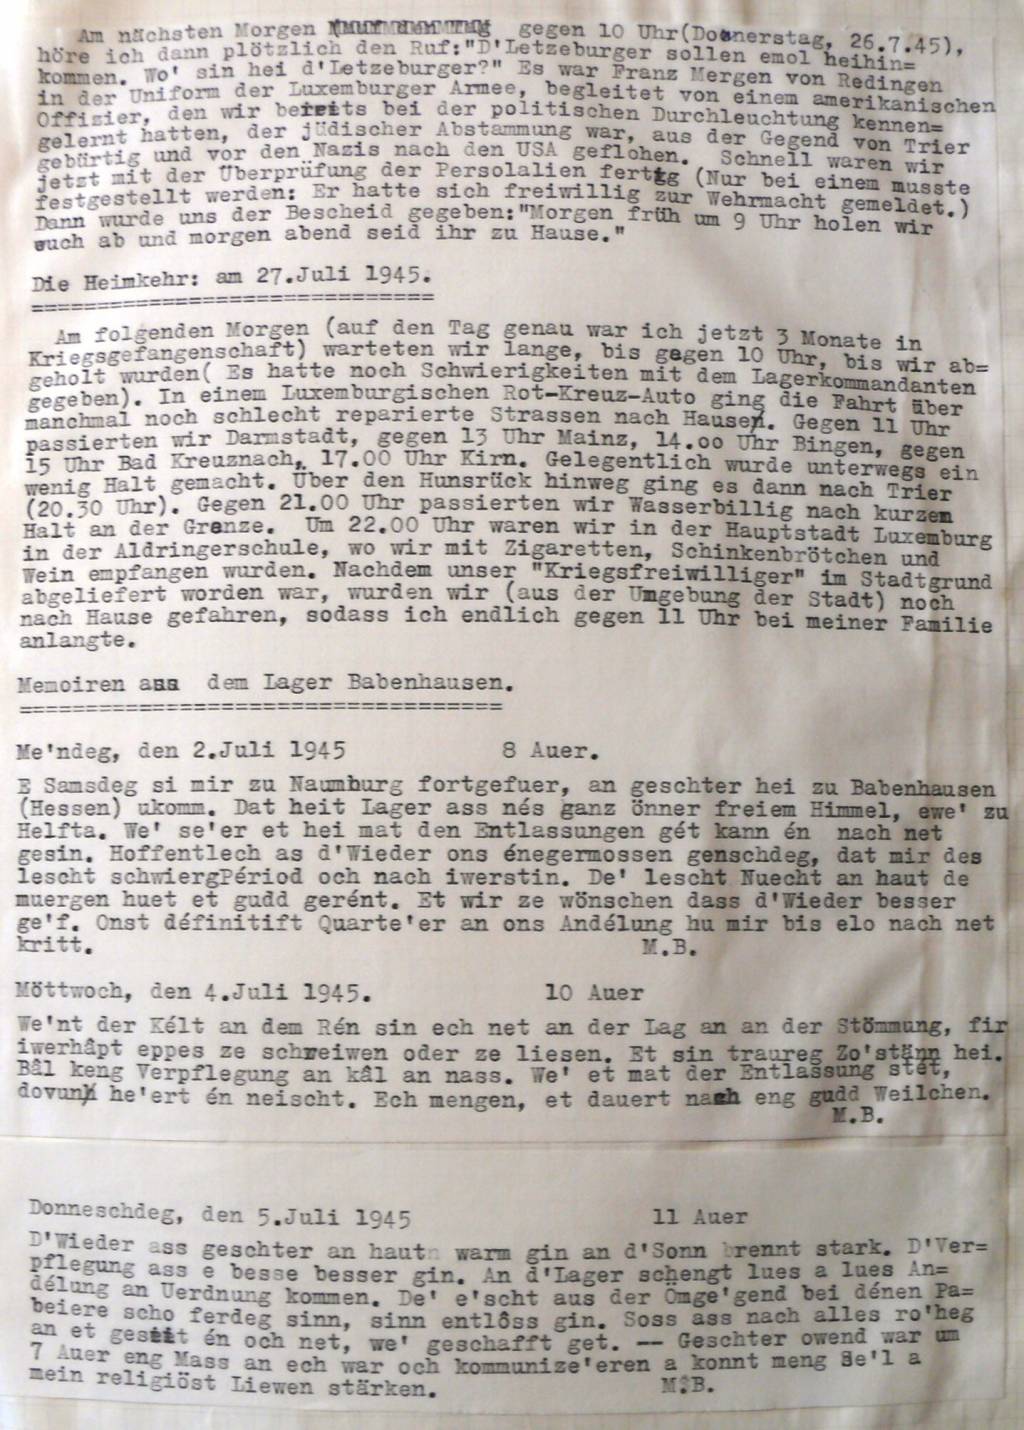 Am nächsten Morgen gegen 10 Uhr(Donnerstag, 26.7.45),
höre ich dann plötzlich den Ruf:"D'Letzeburger sollen emol heihin=
kommen. Wo' sin hei d'Letzeburger?" Es war Franz Mergen von Redingen
in der Uniform der Luxemburger Armee, begleitet von einem amerikanischen
Offizier, den wir bereits bei der politischen Durchleuchtung kennen=
gelernt hatten, der jüdischer Abstammung war, aus der Gegend von Trier
gebürtig und vor den Nazis nach den USA geflohen. Schnell waren wir
jetzt mit der Überprüfung der Persolalien fertig (Nur bei einem musste
festgestellt werden: Er hatte sich freiwillig zur Wehrmacht gemeldet.)
Dann wurde uns der Bescheid gegeben:"Morgen früh um 9 Uhr holen wir
euch ab und morgen abend seid ihr zu Hause."
Die Heimkehr: am 27.Juli 1945.
===============================
Am folgenden Morgen (auf den Tag genau war ich jetzt 3 Monate in
Kriegsgefangenschaft) warteten wir lange, bis gegen 10 Uhr, bis wir ab=
geholt wurden( Es hatte noch Schwierigkeiten mit dem Lagerkommandanten
gegeben). In einem Luxemburgischen Rot-Kreuz-Auto ging die Fahrt über
manchmal noch schlecht reparierte Strassen nach Hause. Gegen 11 Uhr
passierten wir Darmstadt, gegen 13 Uhr Mainz, 14.oo Uhr Bingen, gegen
15 Uhr Bad Kreuznach, 17.00 Uhr Kirn. Gelegentlich wurde unterwegs ein
wenig Halt gemacht. Über den Hunsrück hinweg ging es dann nach Trier
(20.30 Uhr). Gegen 21.00 Uhr passierten wir Wasserbillig nach kurzem
Halt an der Grenze. Um 22.00 Uhr waren wir in der Hauptstadt Luxemburg
in der Aldringerschule, wo wir mit Zigaretten, Schinkenbrötchen und
Wein empfangen wurden. Nachdem unser "Kriegsfreiwilliger" im Stadtgrund
abgeliefert worden war, wurden wir (aus der Umgebung der Stadt) noch
nach Hause gefahren, sodass ich endlich gegen 11 Uhr bei meiner Familie
anlangte.
Memoiren aus dem Lager Babenhausen.
=====================================
Me'ndeg, den 2.Juli 1945 8 Auer.
E Samsdeg si mir zu Naumburg fortgefuer, an geschter hei zu Babenhausen
(Hessen) ukomm. Dat heit Lager ass nés ganz önner freiem Himmel, ewe' zu
Helfta. We' se'er et hei mat den Entlassungen gét kann én nach net
gesin. Hoffentlech as d'Wieder ons énegermossen genschdeg, dat mir des
lescht schwiergPériod och nach iwerstin. De' lescht Nuecht an haut de
muergen huet et gudd gerént. Et wir ze wönschen dass d'Wieder besser
ge'f. Onst définitift Quarte'er an ons Andélung hu mir bis elo nach net
kritt. M.B.
Möttwoch, den 4.Juli 1945. 10 Auer
We'nt der Kélt an dem Rén sin ech net an der Lag an an der Stömmung, fir
iwerhâpt eppes ze schreiwen oder ze liesen. Et sin traureg Zo'stänn hei.
Bâl keng Verpflegung an kâl an nass. We' et mat der Entlassung stét,
dovun he'ert én neischt. Ech mengen, et dauert nach eng gudd Weilchen.
M.B.
Donneschdeg, den 5.Juli 1945 11 Auer
D'Wieder ass geschter an haut warm gin an d'Sonn brennt stark. D'Ver=
pflegung ass e besse besser gin. An d'Lager schengt lues a lues An=
délung an Uerdnung kommen. De' e'scht aus der Omge'gend bei dénen Pa=
beiere scho ferdeg sinn, sinn entlöss gin. Soss ass nach alles ro'heg
an et gesét én och net, we' geschafft get. -- Geschter owend war um
7 Auer eng Mass an ech war och kommunize'eren a konnt meng Se'l a
mein religiöst Liewen stärken. M.B.